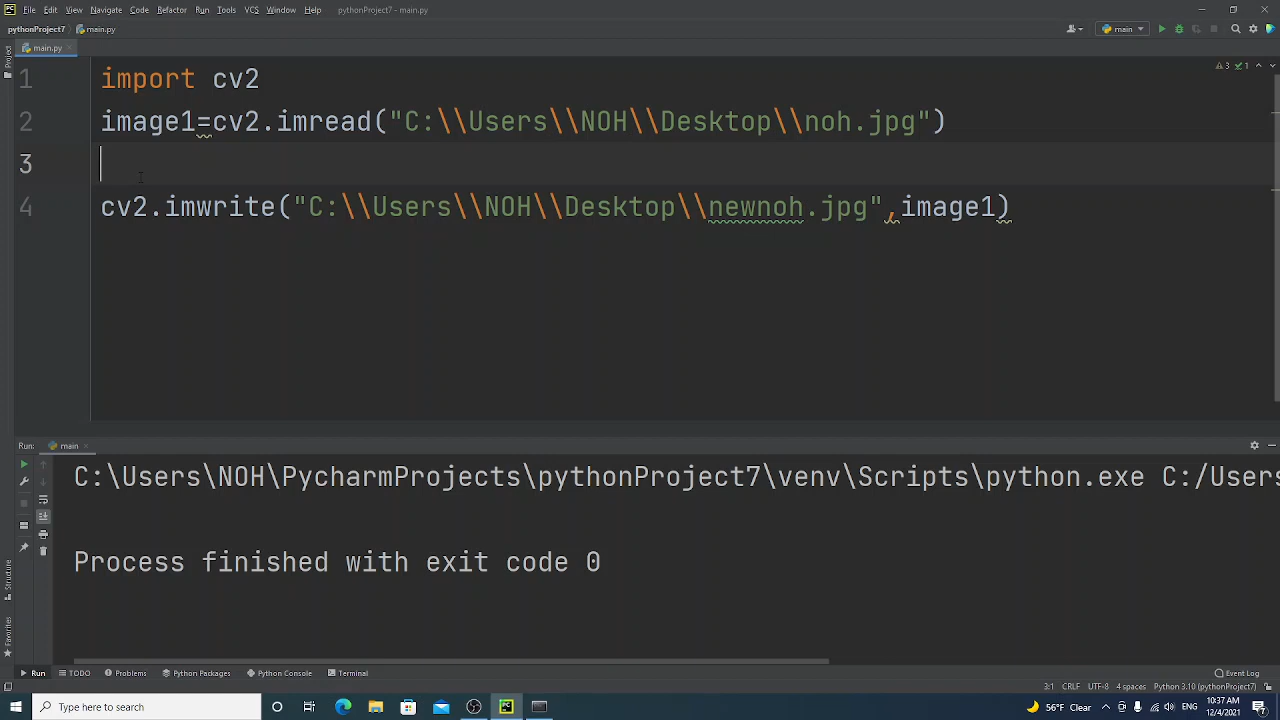 File Edit View Navigate Code Refactor Run Tools VCS Window Help pythonProject7 - main.py
pythonProject7 main.py main
main.py
3 1
1 import cv2
2 image1=cv2.imread("C:\\Users\\NOH\\Desktop\\noh.jpg")
3
4 cv2.imwrite("C:\\Users\\NOH\\Desktop\\newnoh.jpg",image1)
Run: main
C:\Users\NOH\PycharmProjects\pythonProject7\venv\Scripts\python.exe C:/Users
Process finished with exit code 0
Structure
Run TODO Problems Python Packages Python Console Terminal Event Log
3:1 CRLF UTF-8 4 spaces Python 3.10 (pythonProject7)
Type here to search 56°F Clear 10:37 AM
12/4/2021